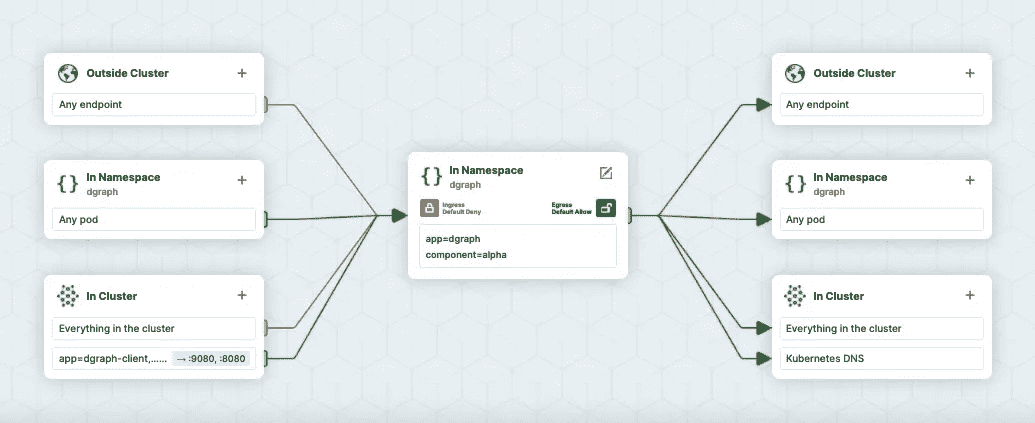 Outside Cluster
+
Any endpoint
In Namespace
dgraph
+
Any pod
In Cluster
+
Everything in the cluster
app=dgraph-client,...... → :9080, :8080
{} In Namespace
dgraph
Ingress
Default Deny
Egress
Default Allow
app=dgraph
component=alpha
Outside Cluster
+
Any endpoint
In Namespace
dgraph
+
Any pod
In Cluster
+
Everything in the cluster
Kubernetes DNS